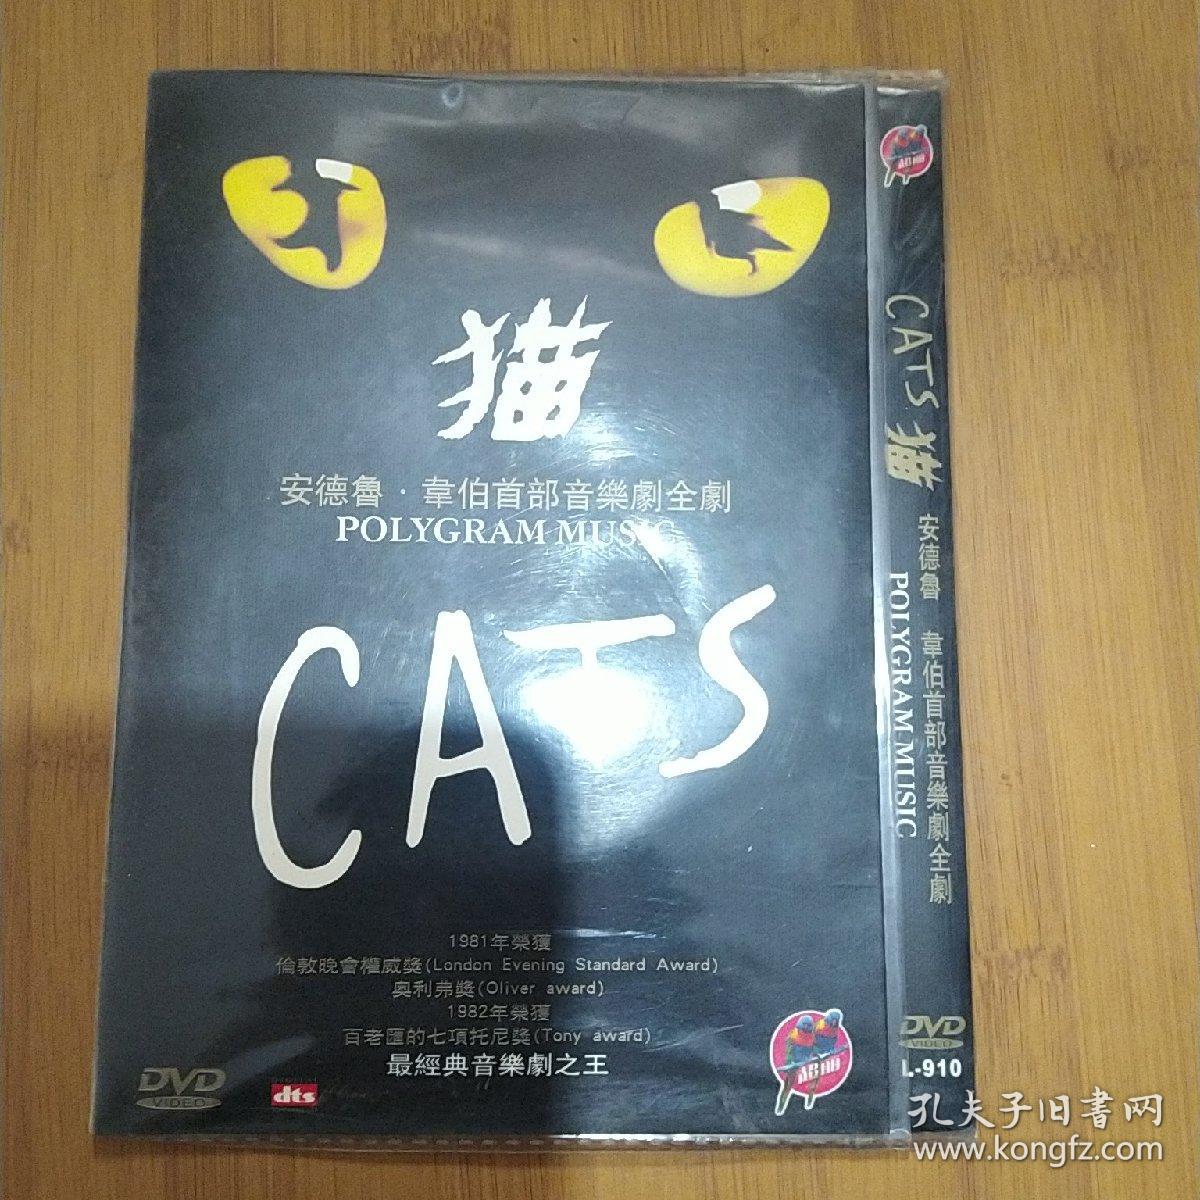 猫
安德魯·韋伯首部音樂劇全劇
POLYGRAM MUSIC
CATS
1981年榮獲
倫敦晚會權威獎(London Evening Standard Award)
奧利弗獎(Oliver award)
1982年榮獲
百老匯的七項托尼獎(Tony award)
最經典音樂劇之王
DVD
VIDEO
dts
CATS 猫
安德魯 韋伯首部音樂劇全劇
POLYGRAM MUSIC
DVD
VIDEO
L-910
孔夫子旧書网
www.kongfz.com